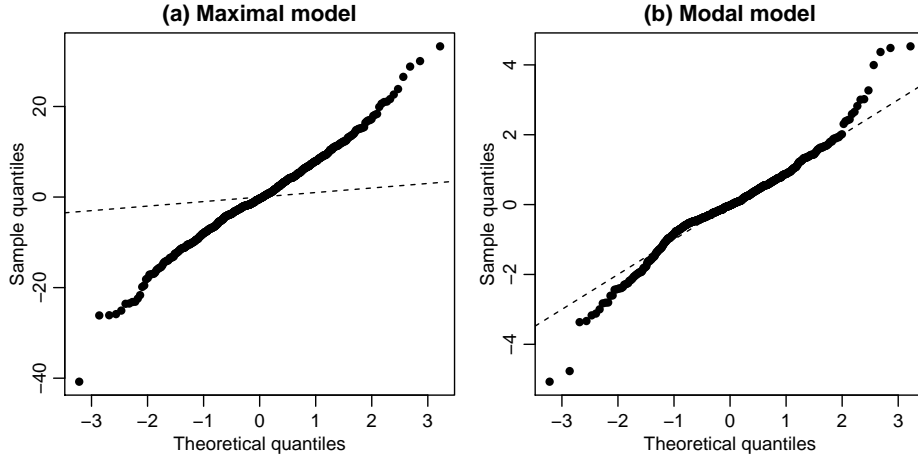 (a) Maximal model
Sample quantiles
20
0
−20
−40
−3 −2 −1 0 1 2 3
Theoretical quantiles
(b) Modal model
Sample quantiles
4
2
0
−2
−4
−3 −2 −1 0 1 2 3
Theoretical quantiles